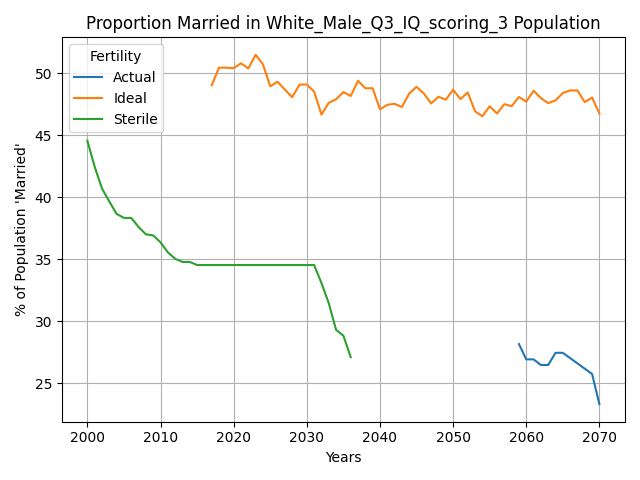 Proportion Married in White_Male_Q3_IQ_scoring_3 Population
Fertility
Actual
Ideal
Sterile
% of Population 'Married'
50
45
40
35
30
25
2000 2010 2020 2030 2040 2050 2060 2070
Years